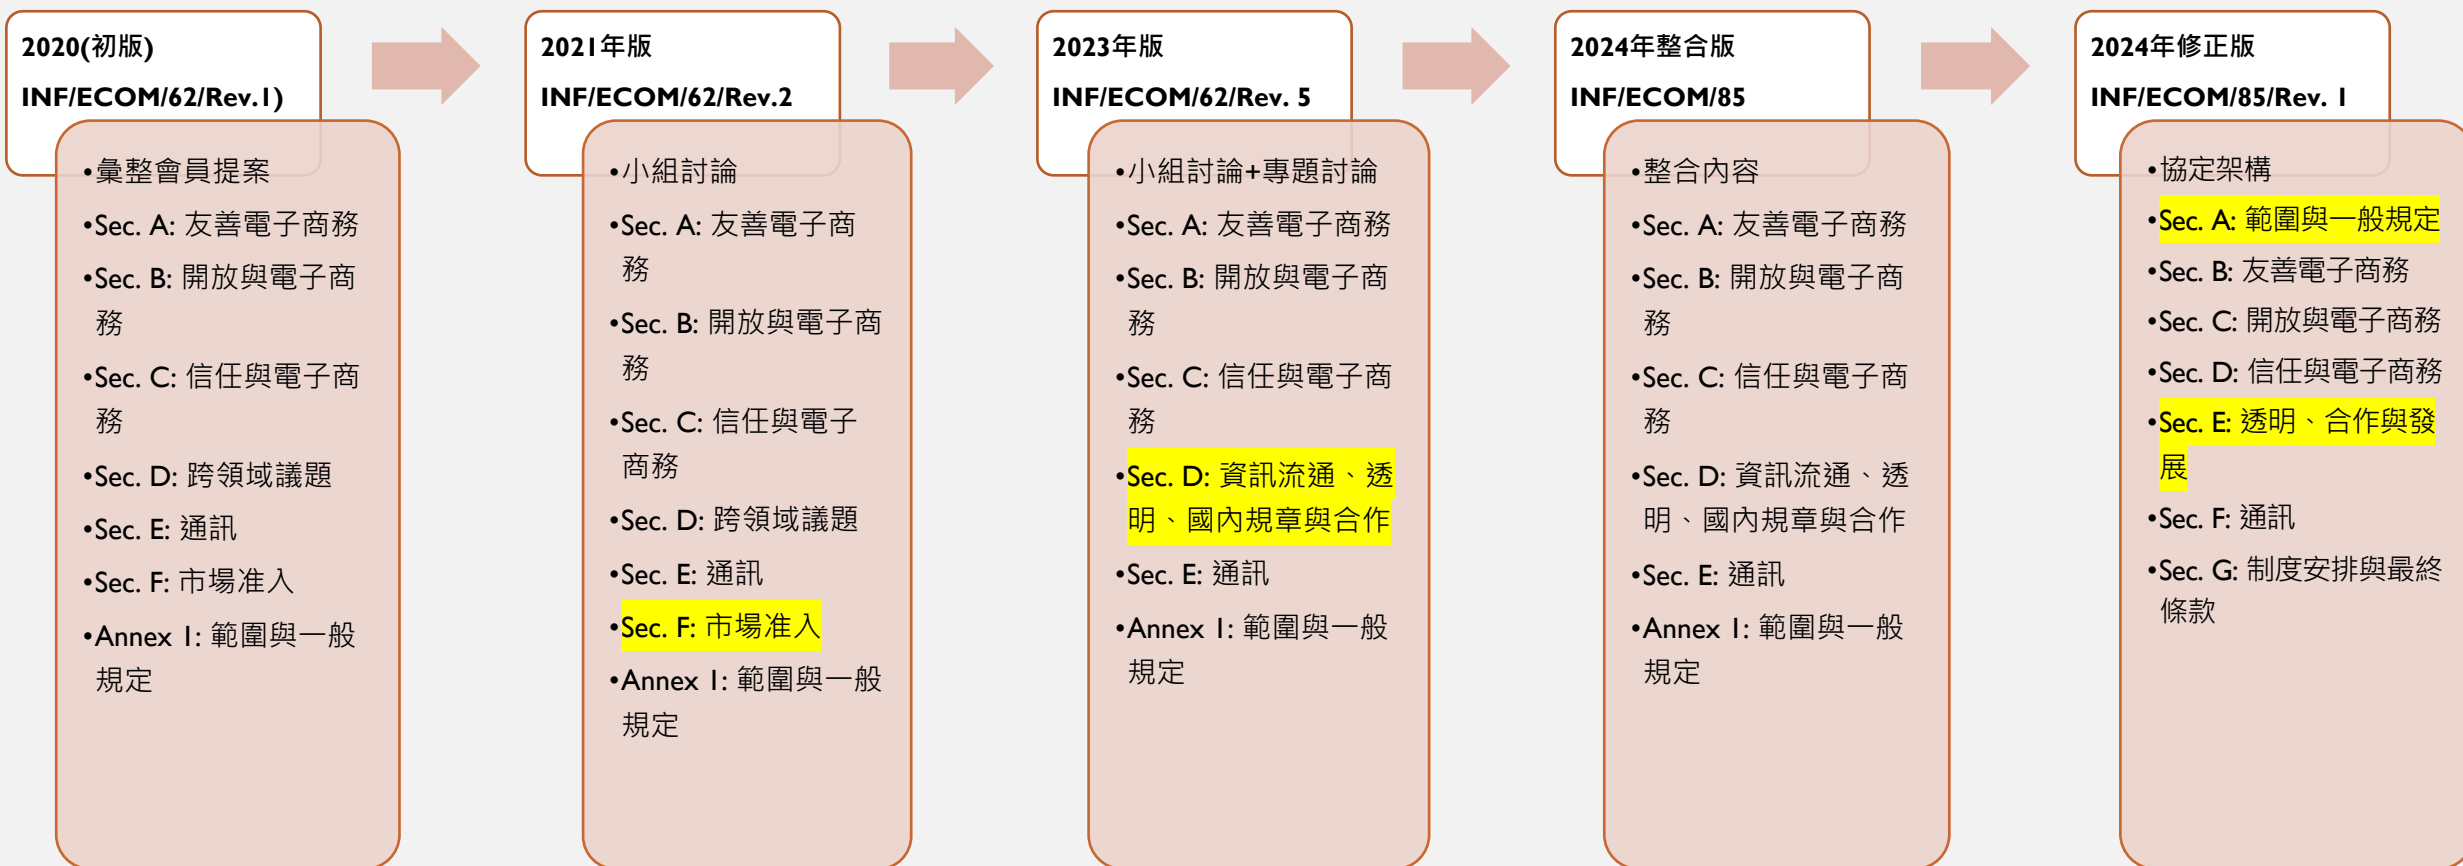 2020(初版)
INF/ECOM/62/Rev.1)
•彙整會員提案
•Sec. A: 友善電子商務
•Sec. B: 開放與電子商
務
•Sec. C: 信任與電子商
務
•Sec. D: 跨領域議題
•Sec. E: 通訊
•Sec. F: 市場准入
•Annex 1: 範圍與一般
規定
2021年版
INF/ECOM/62/Rev.2
•小組討論
•Sec. A: 友善電子商
務
•Sec. B: 開放與電子商
務
•Sec. C: 信任與電子
商務
•Sec. D: 跨領域議題
•Sec. E: 通訊
•Sec. F: 市場准入
•Annex 1: 範圍與一般
規定
2023年版
INF/ECOM/62/Rev. 5
•小組討論+專題討論
•Sec. A: 友善電子商務
•Sec. B: 開放與電子商
務
•Sec. C: 信任與電子商
務
•Sec. D: 資訊流通、透
明、國內規章與合作
•Sec. E: 通訊
•Annex 1: 範圍與一般
規定
2024年整合版
INF/ECOM/85
•整合內容
•Sec. A: 友善電子商務
•Sec. B: 開放與電子商
務
•Sec. C: 信任與電子商
務
•Sec. D: 資訊流通、透
明、國內規章與合作
•Sec. E: 通訊
•Annex 1: 範圍與一般
規定
2024年修正版
INF/ECOM/85/Rev. 1
•協定架構
•Sec. A: 範圍與一般規定
•Sec. B: 友善電子商務
•Sec. C: 開放與電子商務
•Sec. D: 信任與電子商務
•Sec. E: 透明、合作與發
展
•Sec. F: 通訊
•Sec. G: 制度安排與最終
條款